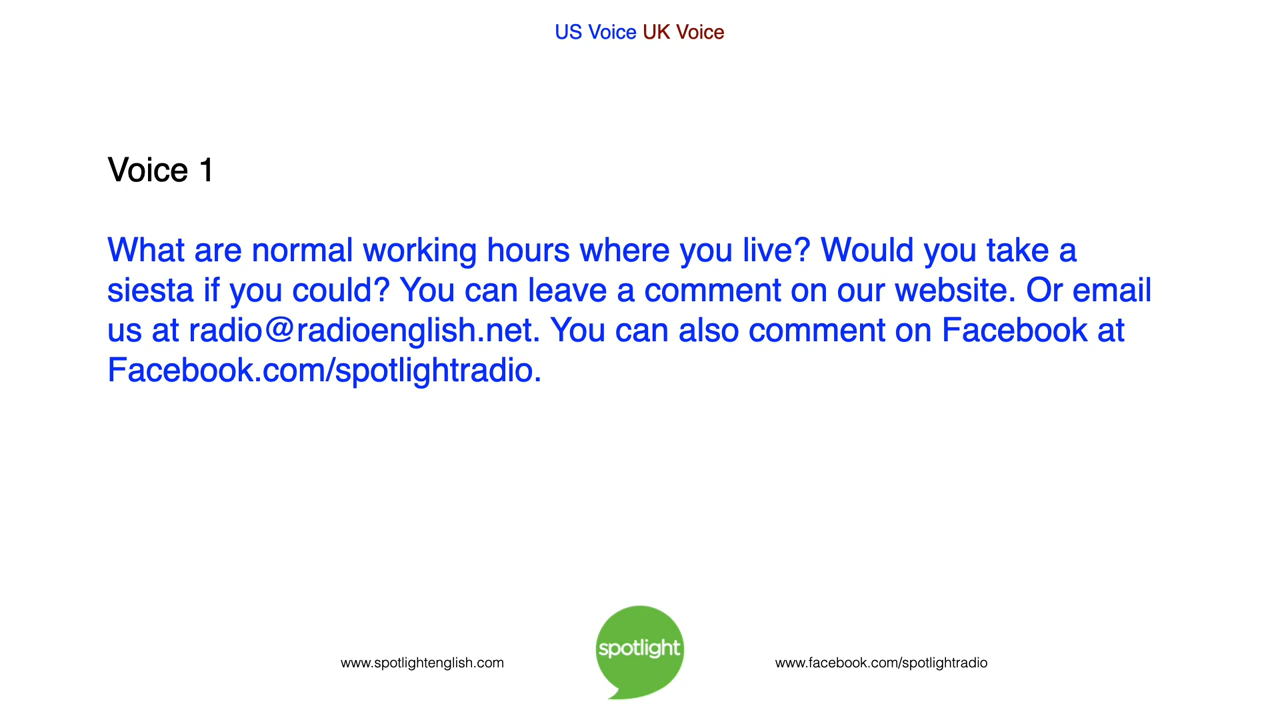 US Voice UK Voice
Voice 1
What are normal working hours where you live? Would you take a
siesta if you could? You can leave a comment on our website. Or email
us at radio@radioenglish.net. You can also comment on Facebook at
Facebook.com/spotlightradio.
www.spotlightenglish.com
spotlight
www.facebook.com/spotlightradio